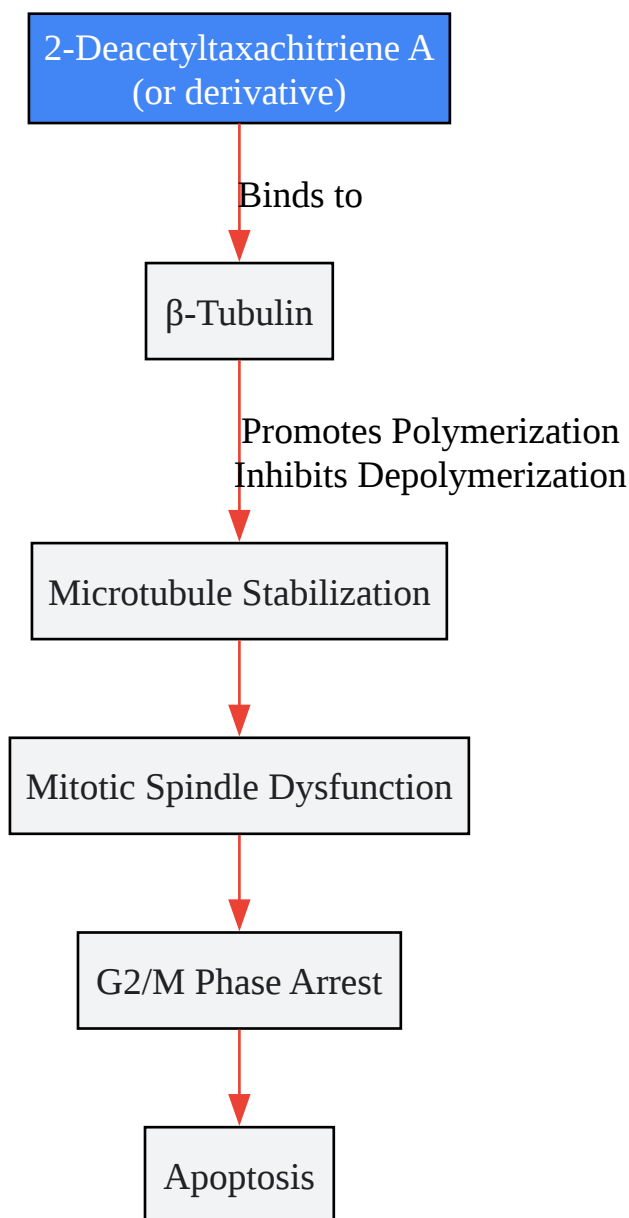 2-Deacetyltaxachitriene A
(or derivative)
Binds to
β-Tubulin
Promotes Polymerization
Inhibits Depolymerization
Microtubule Stabilization
Mitotic Spindle Dysfunction
G2/M Phase Arrest
Apoptosis